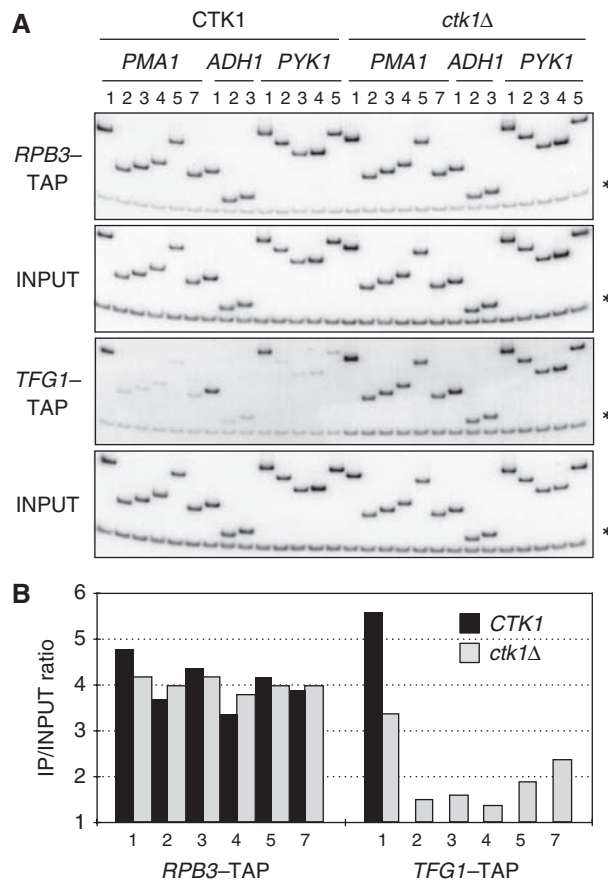 A
CTK1 ctk1Δ
PMA1 ADH1 PYK1 PMA1 ADH1 PYK1
1 2 3 4 5 7 1 2 3 1 2 3 4 5 1 2 3 4 5 7 1 2 3 1 2 3 4 5
RPB3–
TAP
*
INPUT
*
TFG1–
TAP
*
INPUT
*
B
IP/INPUT ratio
6
5
4
3
2
1
CTK1
ctk1Δ
1 2 3 4 5 7 1 2 3 4 5 7
RPB3–TAP TFG1–TAP